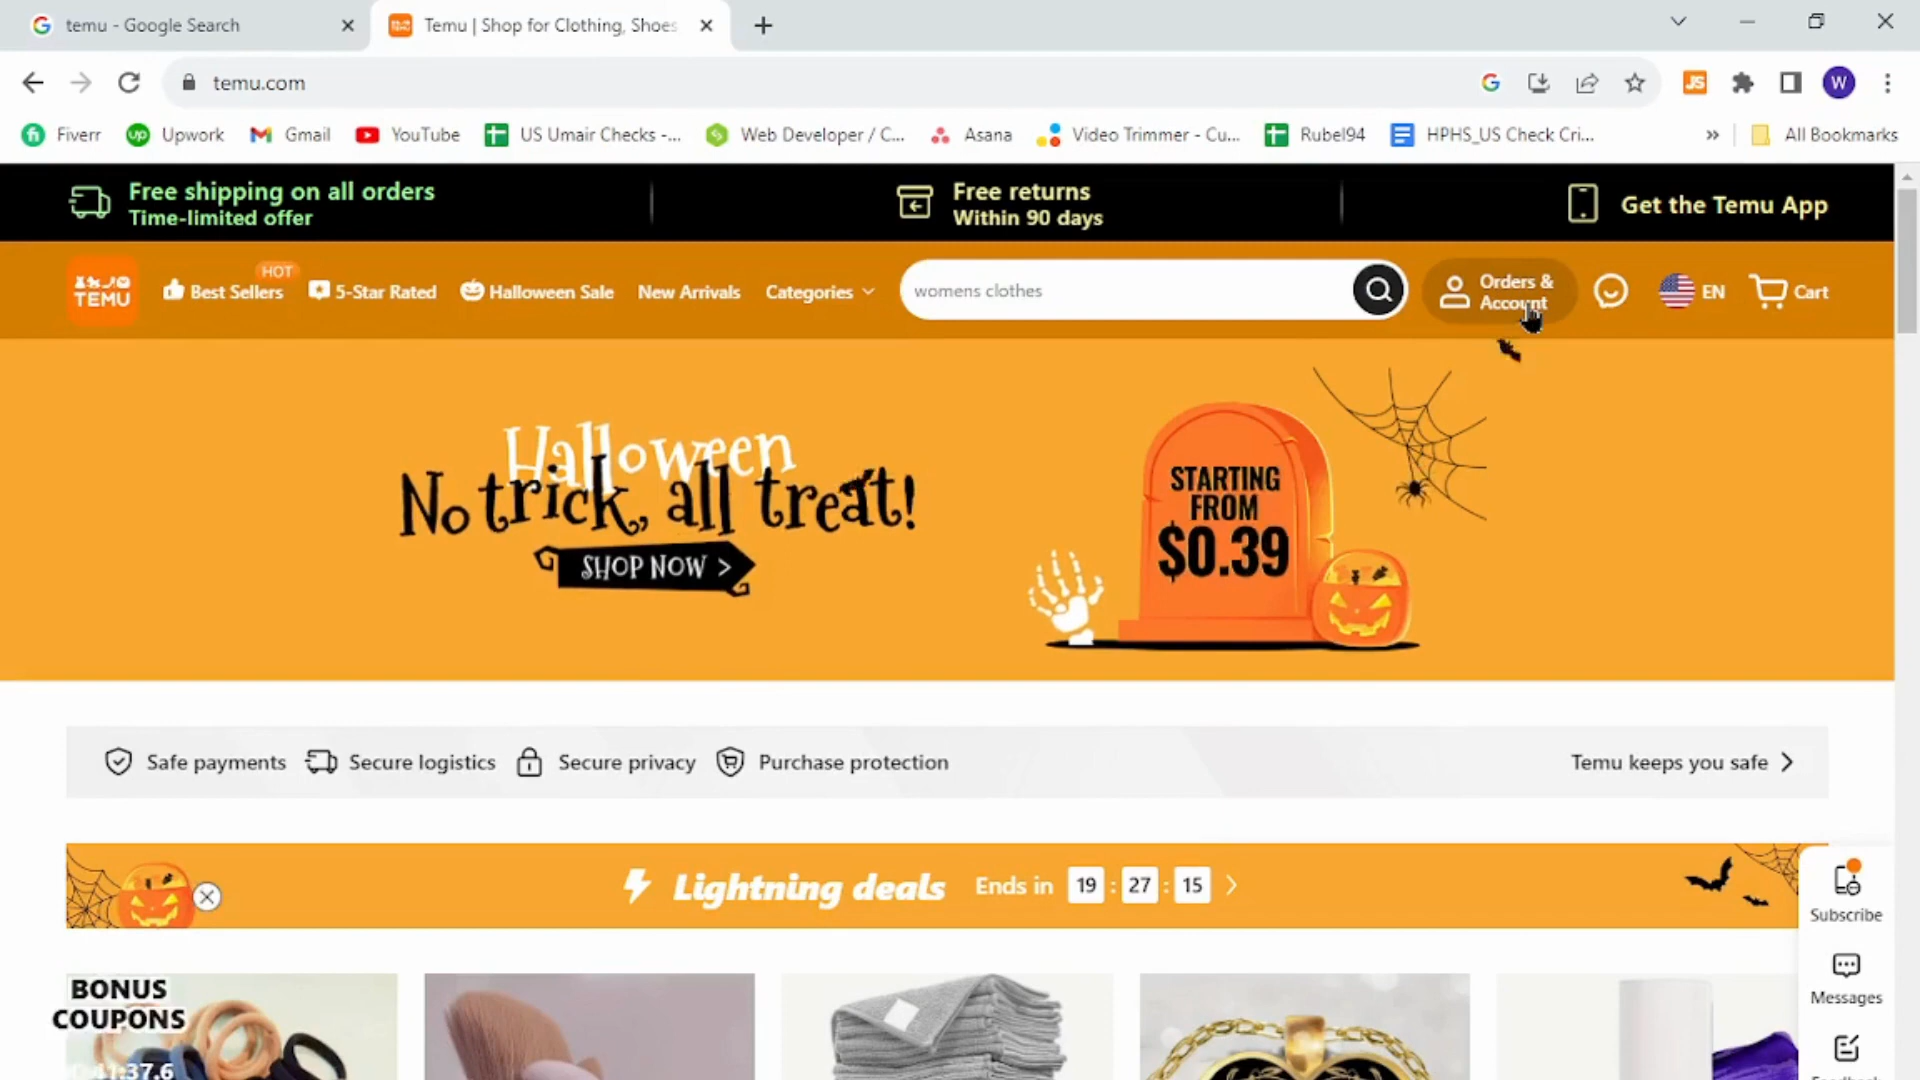 temu - Google Search
Temu | Shop for Clothing, Shoes
temu.com
W
Fiverr
Upwork
Gmail
YouTube
US Umair Checks -...
Web Developer / C...
Asana
Video Trimmer - Cu...
Rubel94
HPHS_US Check Cri...
»
All Bookmarks
Free shipping on all orders
Time-limited offer
Free returns
Within 90 days
Get the Temu App
TEMU
Best Sellers
HOT
5-Star Rated
Halloween Sale
New Arrivals
Categories
womens clothes
Orders &
Account
EN
Cart
Halloween
No trick, all treat!
SHOP NOW >
STARTING
FROM
$0.39
Safe payments
Secure logistics
Secure privacy
Purchase protection
Temu keeps you safe
Lightning deals
Ends in 19 : 27 : 15
Subscribe
Messages
BONUS
COUPONS